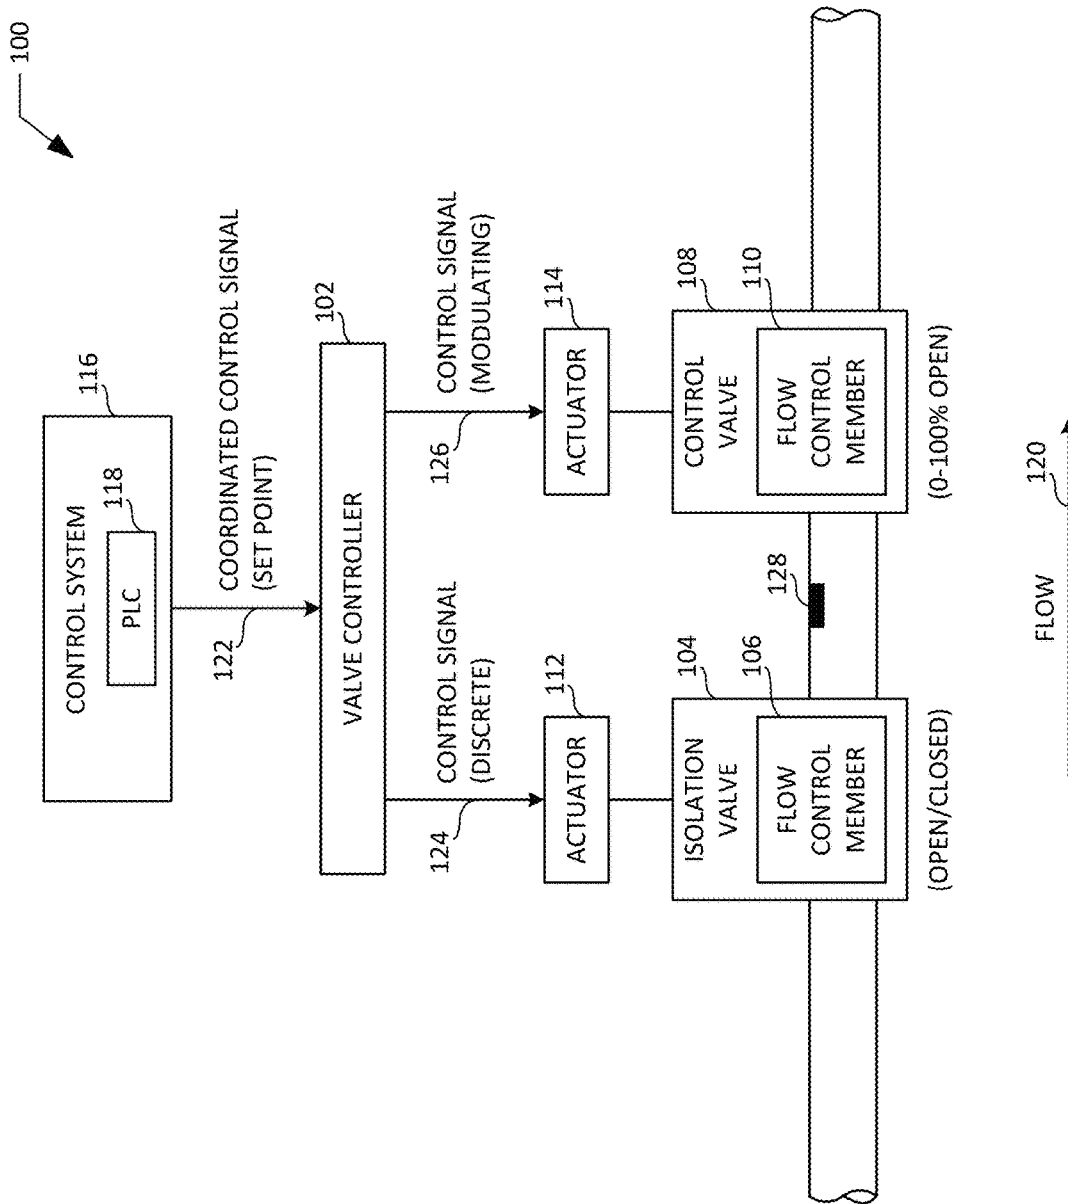 100
CONTROL SYSTEM
116
PLC
118
COORDINATED CONTROL SIGNAL
(SET POINT)
122
VALVE CONTROLLER
102
CONTROL SIGNAL
(DISCRETE)
124
CONTROL SIGNAL
(MODULATING)
126
ACTUATOR
112
ACTUATOR
114
ISOLATION
VALVE
104
FLOW
CONTROL
MEMBER
106
(OPEN/CLOSED)
128
CONTROL
VALVE
108
FLOW
CONTROL
MEMBER
110
(0-100% OPEN)
FLOW
120